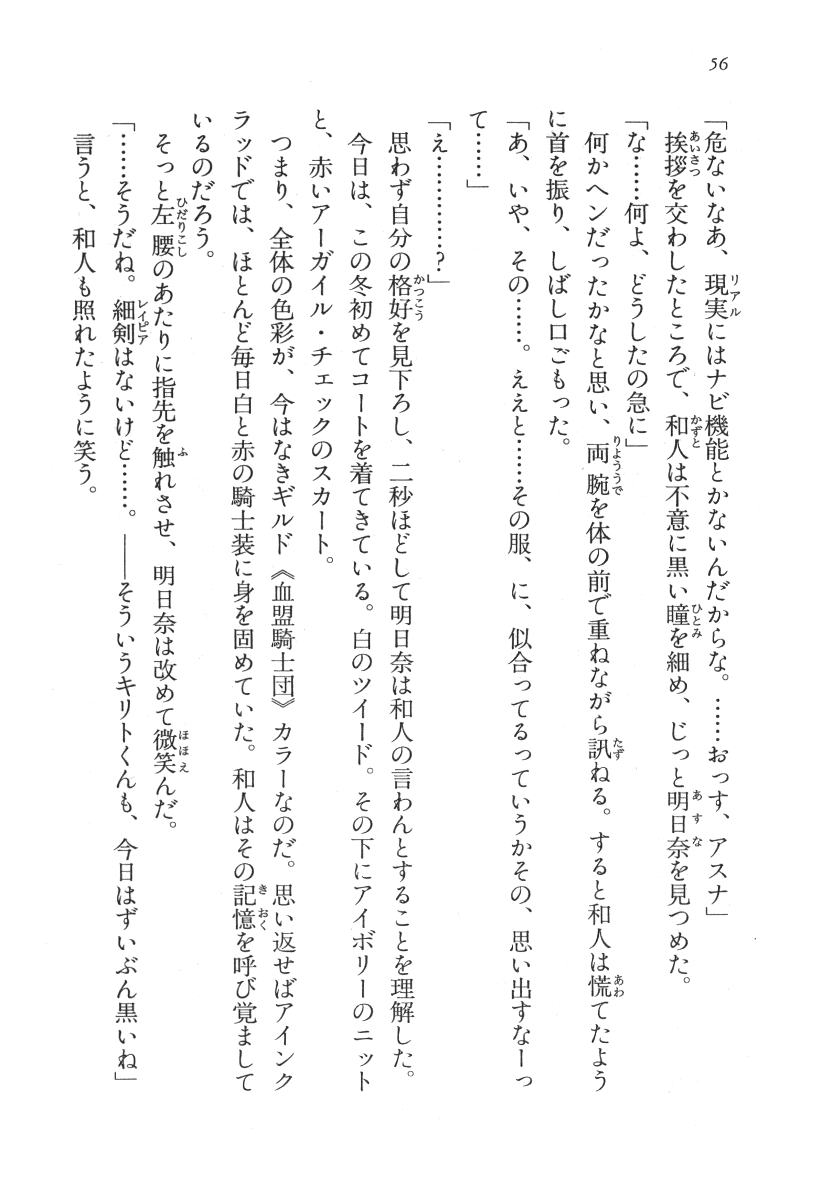 56
「危ないなあ、現実にはナビ機能とかないんだからな。……おっす、アスナ」
挨拶を交わしたところで、和人は不意に黒い瞳を細め、じっと明日奈を見つめた。
「な……何よ、どうしたの急に」
何かヘンだったかなと思い、両腕を体の前で重ねながら訊ねる。すると和人は慌てたよう
に首を振り、しばし口ごもった。
「あ、いや、その……。ええと……その服、に、似合ってるっていうかその、思い出すなーっ
て……」
「え…………?」
思わず自分の格好を見下ろし、二秒ほどして明日奈は和人の言わんとすることを理解した。
今日は、この冬初めてコートを着てきている。白のツイード。その下にアイボリーのニット
と、赤いアーガイル・チェックのスカート。
つまり、全体の色彩が、今はなきギルド《血盟騎士団》カラーなのだ。思い返せばアインク
ラッドでは、ほとんど毎日白と赤の騎士装に身を固めていた。和人はその記憶を呼び覚まして
いるのだろう。
そっと左腰のあたりに指先を触れさせ、明日奈は改めて微笑んだ。
「……そうだね。細剣はないけど……。――そういうキリトくんも、今日はずいぶん黒いね」
言うと、和人も照れたように笑う。